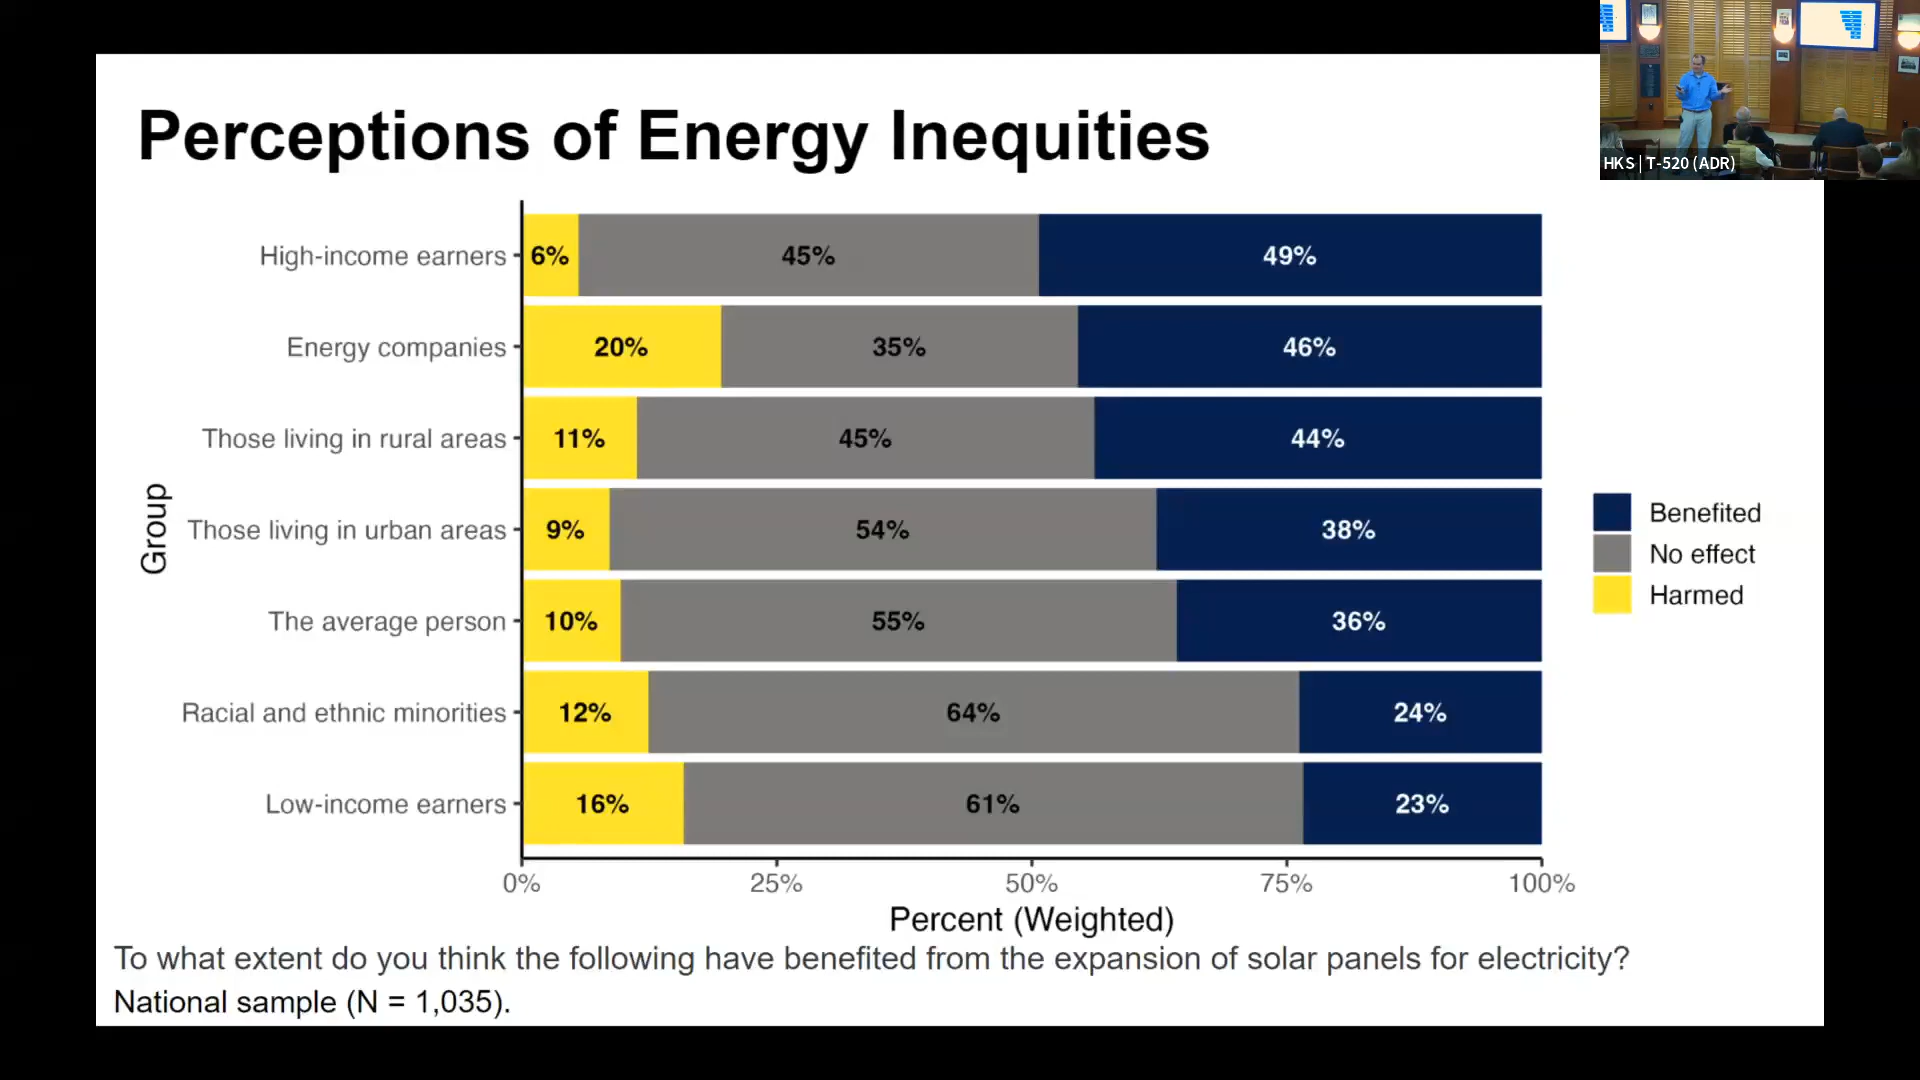 Perceptions of Energy Inequities
HKS | T-520 (ADR)
Group
High-income earners 6% 45% 49%
Energy companies 20% 35% 46%
Those living in rural areas 11% 45% 44%
Those living in urban areas 9% 54% 38%
The average person 10% 55% 36%
Racial and ethnic minorities 12% 64% 24%
Low-income earners 16% 61% 23%
0% 25% 50% 75% 100%
Percent (Weighted)
Benefited
No effect
Harmed
To what extent do you think the following have benefited from the expansion of solar panels for electricity?
National sample (N = 1,035).